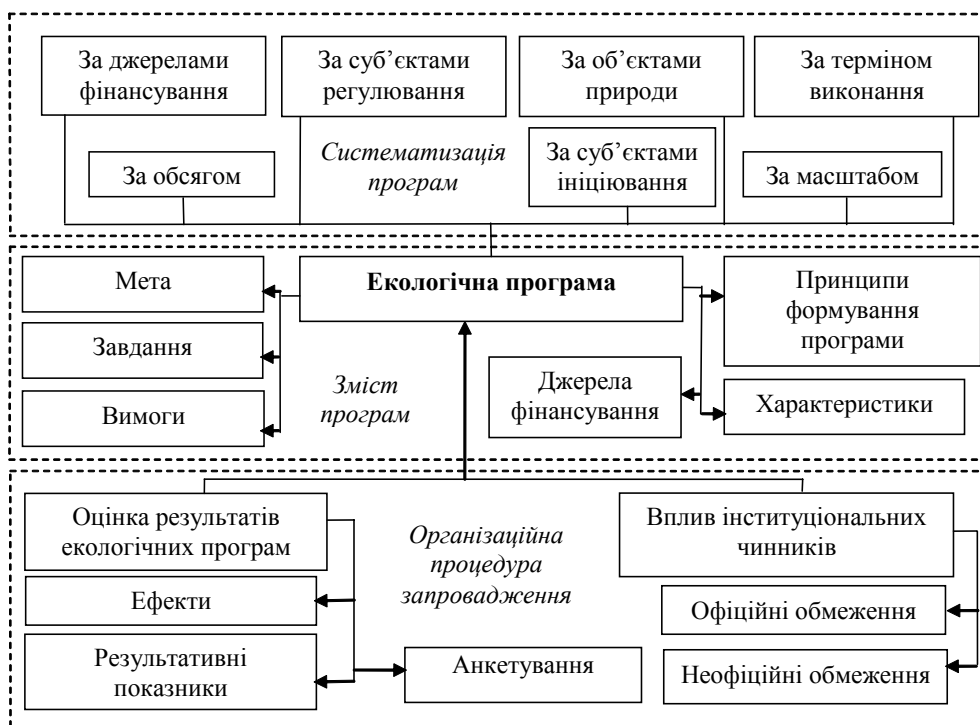 За джерелами
фінансування
За суб’єктами
регулювання
За об’єктами
природи
За терміном
виконання
Систематизація
програм
За обсягом
За суб’єктами
ініціювання
За масштабом
Мета
Екологічна програма
Принципи
формування
програми
Завдання
Зміст
програм
Джерела
фінансування
Вимоги
Характеристики
Оцінка результатів
екологічних програм
Організаційна
процедура
запровадження
Вплив інституціональних
чинників
Ефекти
Офіційні обмеження
Результативні
показники
Анкетування
Неофіційні обмеження